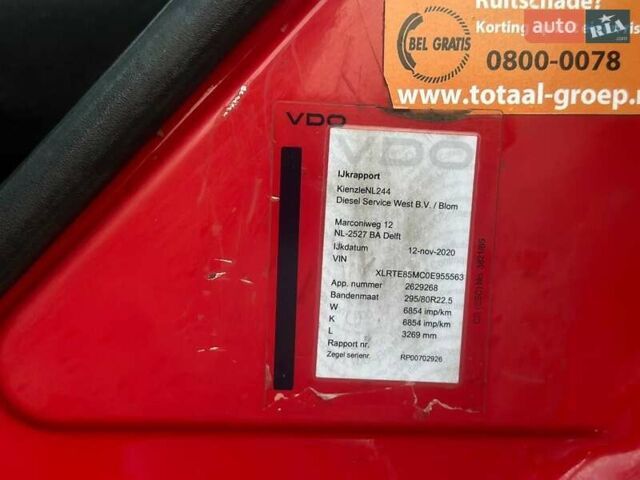 Ruitschade?
auto RIA .com
BEL GRATIS
0800-0078
www.totaal-groep.n
VDO
VDO
IJkrapport
KienzleNL244
Diesel Service West B.V. / Blom
Marconiweg 12
NL-2527 BA Delft
IJkdatum 12-nov-2020
VIN
XLRTE85MC0E955563
App. nummer 2629268
Bandenmaat 295/80R22.5
W 6854 imp/km
K 6854 imp/km
L 3269 mm
Rapport nr.
Zegel serienr. RP00702926